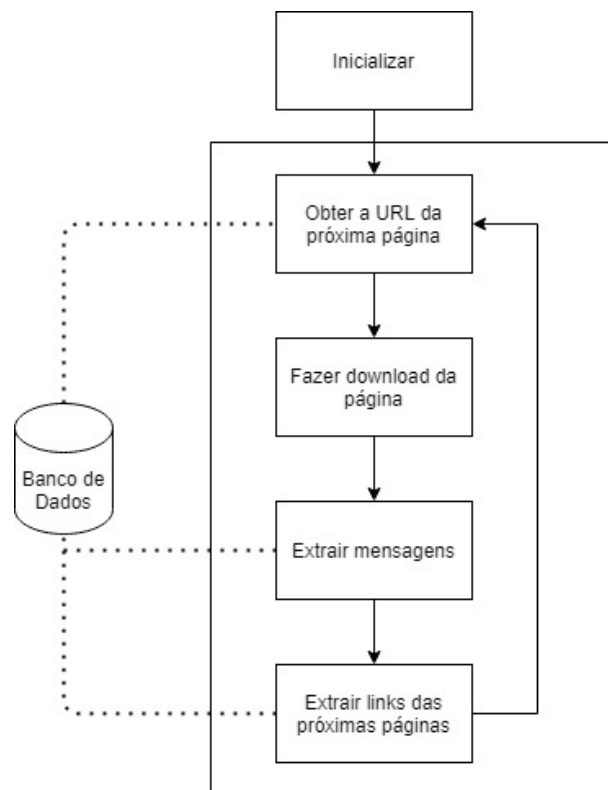 Inicializar
Obter a URL da
próxima página
Fazer download da
página
Banco de
Dados
Extrair mensagens
Extrair links das
próximas páginas